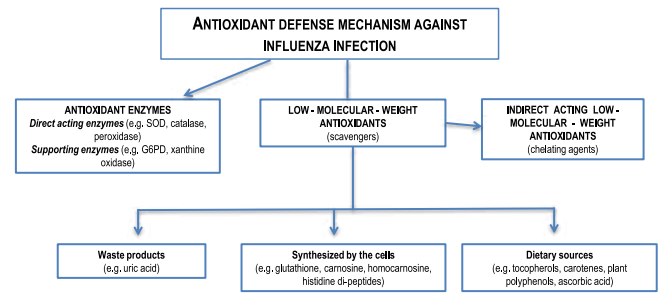 ANTIOXIDANT DEFENSE MECHANISM AGAINST
INFLUENZA INFECTION
ANTIOXIDANT ENZYMES
Direct acting enzymes (e.g. SOD, catalase,
peroxidase)
Supporting enzymes (e,g, G6PD, xanthine
oxidase)
LOW - MOLECULAR - WEIGHT
ANTIOXIDANTS
(scavengers)
INDIRECT ACTING LOW -
MOLECULAR - WEIGHT
ANTIOXIDANTS
(chelating agents)
Waste products
(e.g. uric acid)
Synthesized by the cells
(e.g. glutathione, carnosine, homocarnosine,
histidine di-peptides)
Dietary sources
(e.g. tocopherols, carotenes, plant
polyphenols, ascorbic acid)